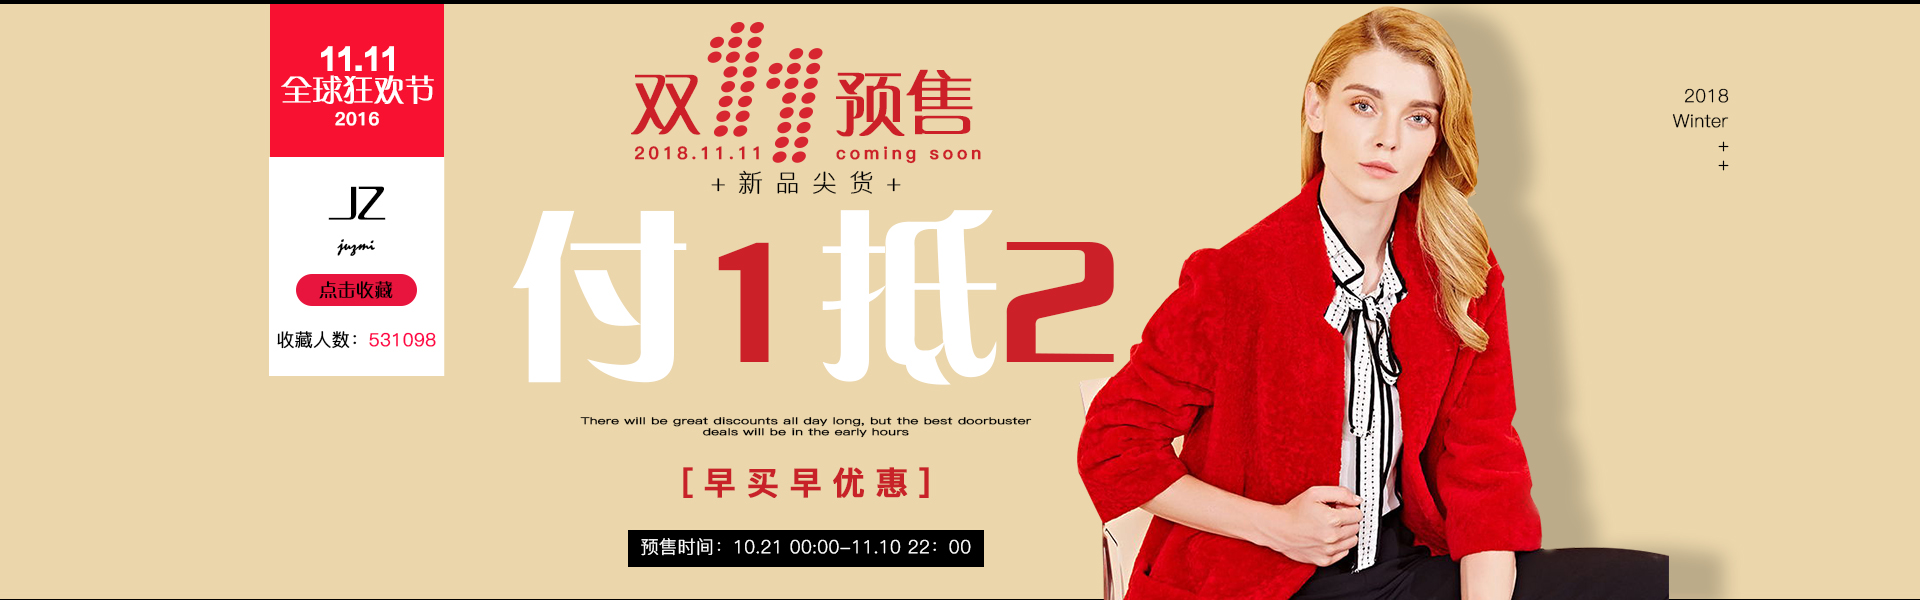 11.11
全球狂欢节
2016
JZ
juzmi
点击收藏
收藏人数：531098
双11预售
2018.11.11 coming soon
+新品尖货+
付1抵2
There will be great discounts all day long, but the best doorbuster
deals will be in the early hours
[早买早优惠]
预售时间：10.21 00:00-11.10 22：00
2018
Winter
+
+